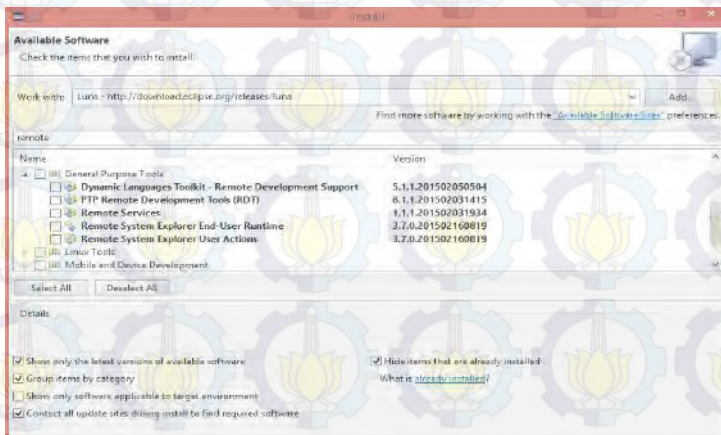 Install
Available Software
Check the items that you wish to install.
Work with: Luna - http://download.eclipse.org/releases/luna Add...
Find more software by working with the "Available Software Sites" preferences.
remote
Name Version
General Purpose Tools
Dynamic Languages Toolkit - Remote Development Support 5.1.1.201502050504
PTP Remote Development Tools (RDT) 8.1.1.201502031415
Remote Services 1.1.1.201502031934
Remote System Explorer End-User Runtime 3.7.0.201502160819
Remote System Explorer User Actions 3.7.0.201502160819
Linux Tools
Mobile and Device Development
Select All Deselect All
Details
Show only the latest versions of available software Hide items that are already installed
Group items by category What is already installed?
Show only software applicable to target environment
Contact all update sites during install to find required software